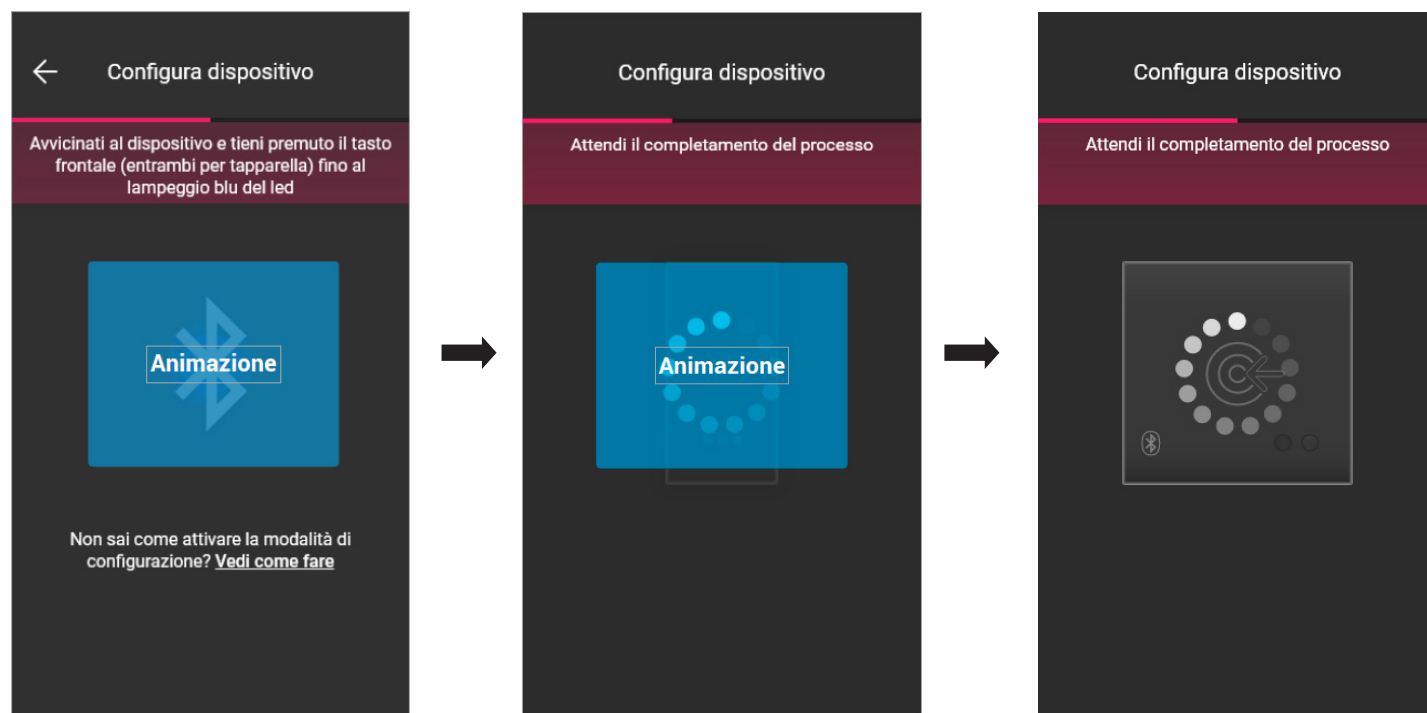 Configura dispositivo
Avvicinati al dispositivo e tieni premuto il tasto
frontale (entrambi per tapparella) fino al
lampeggio blu del led
Animazione
Non sai come attivare la modalità di
configurazione? Vedi come fare
Configura dispositivo
Attendi il completamento del processo
Animazione
Configura dispositivo
Attendi il completamento del processo